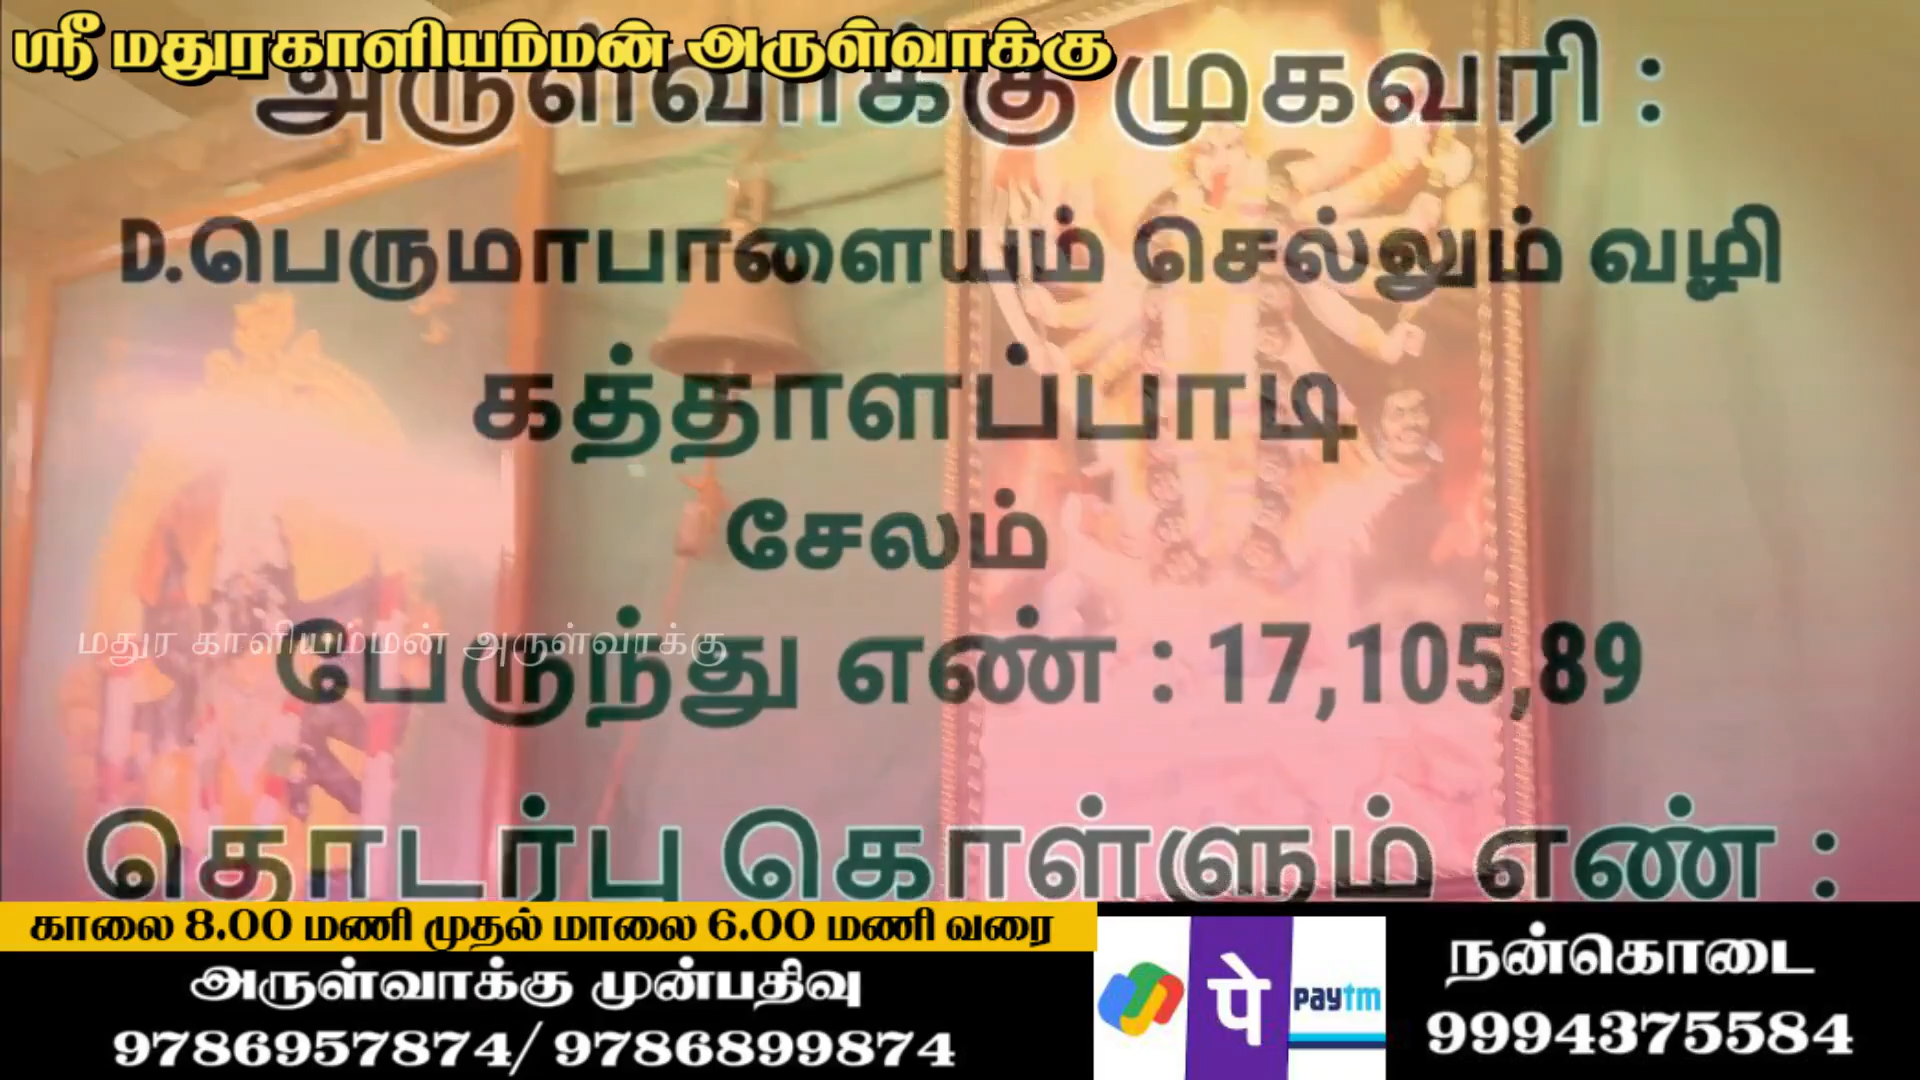 ஸ்ரீ மதுரகாளியம்மன் அருள்வாக்கு
அருள்வாக்கு முகவரி :
D.பெருமாபாளையம் செல்லும் வழி
கத்தாளப்பாடி
சேலம்
மதுர காளியம்மன் அருள்வாக்கு
பேருந்து எண் : 17,105,89
தொடர்பு கொள்ளும் எண் :
காலை 8.00 மணி முதல் மாலை 6.00 மணி வரை
அருள்வாக்கு முன்பதிவு
9786957874/ 9786899874
पे
paytm
நன்கொடை
9994375584